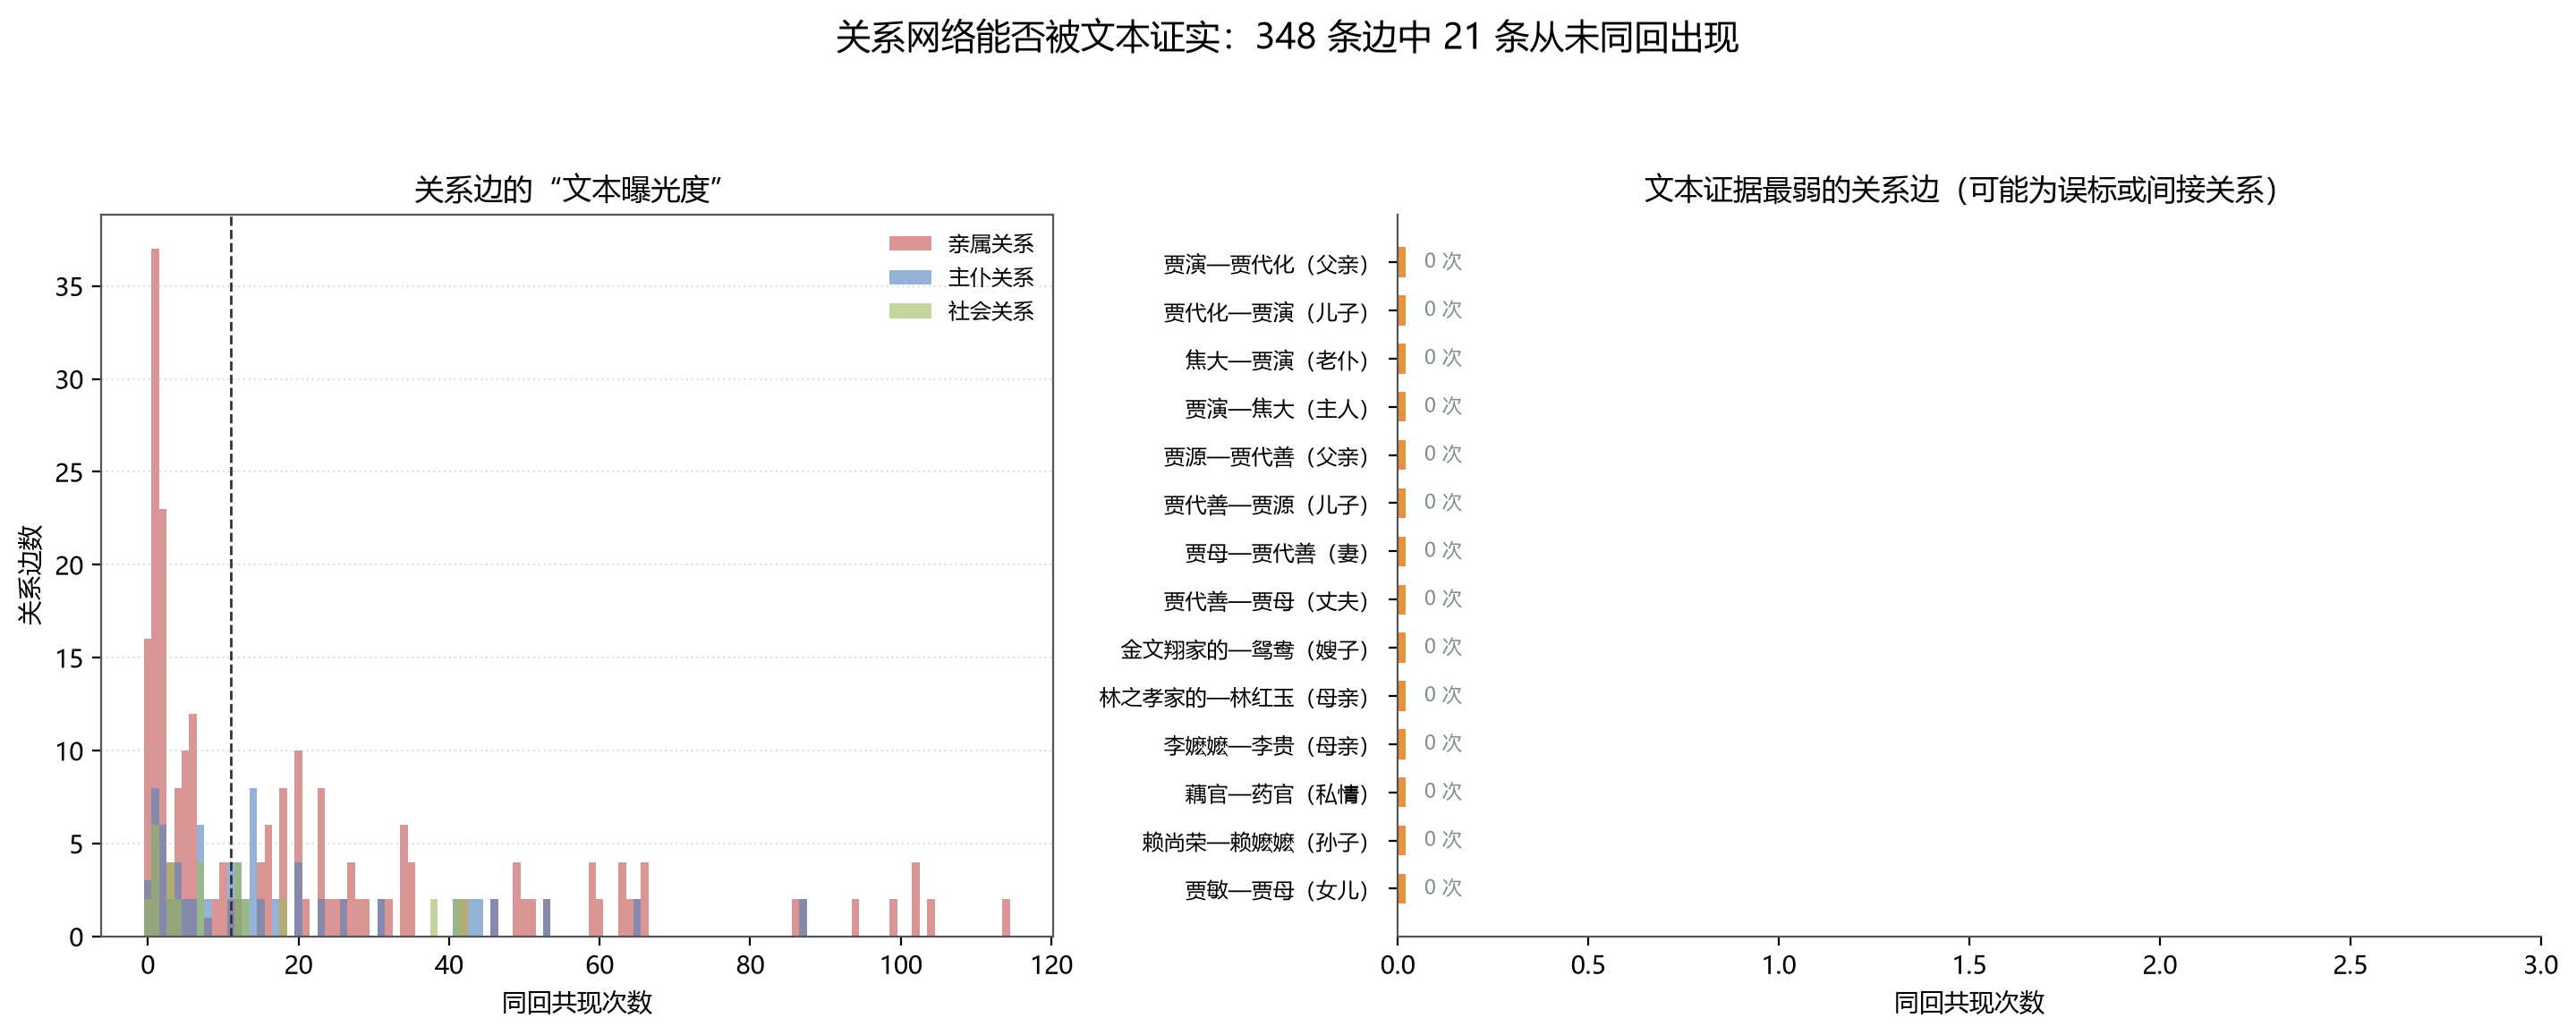 关系网络能否被文本证实：348 条边中 21 条从未同回出现
关系边的“文本曝光度”
亲属关系
主仆关系
社会关系
关系边数
35
30
25
20
15
10
5
0
0 20 40 60 80 100 120
同回共现次数
文本证据最弱的关系边（可能为误标或间接关系）
贾演—贾代化（父亲） 0 次
贾代化—贾演（儿子） 0 次
焦大—贾演（老仆） 0 次
贾演—焦大（主人） 0 次
贾源—贾代善（父亲） 0 次
贾代善—贾源（儿子） 0 次
贾母—贾代善（妻） 0 次
贾代善—贾母（丈夫） 0 次
金文翔家的—鸳鸯（嫂子） 0 次
林之孝家的—林红玉（母亲） 0 次
李嬷嬷—李贵（母亲） 0 次
藕官—药官（私情） 0 次
赖尚荣—赖嬷嬷（孙子） 0 次
贾敏—贾母（女儿） 0 次
0.0 0.5 1.0 1.5 2.0 2.5 3.0
同回共现次数